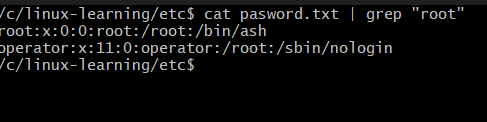 /c/linux-learning/etc$ cat pasword.txt | grep "root"
root:x:0:0:root:/root:/bin/ash
operator:x:11:0:operator:/root:/sbin/nologin
/c/linux-learning/etc$